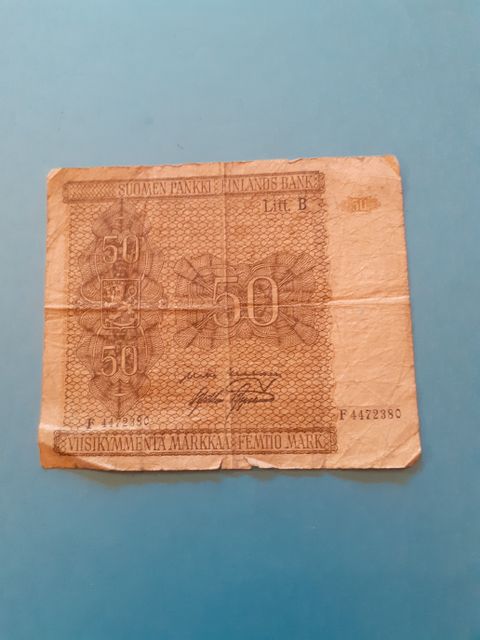 SUOMEN PANKKI FINLANDS BANK
Litt. B
50
50
50
50
F 4472380
F 4472380
VIISIKYMMENTÄ MARKKAA FEMTIO MARK